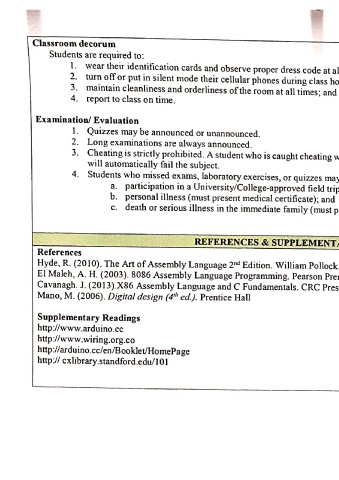 Classroom decorum
Students are required to:
1. wear their identification cards and observe proper dress code at al
2. turn off or put in silent mode their cellular phones during class ho
3. maintain cleanliness and orderliness of the room at all times; and
4. report to class on time.
Examination/ Evaluation
1. Quizzes may be announced or unannounced.
2. Long examinations are always announced.
3. Cheating is strictly prohibited. A student who is caught cheating w
will automatically fail the subject.
4. Students who missed exams, laboratory exercises, or quizzes may
a. participation in a University/College-approved field trip
b. personal illness (must present medical certificate); and
c. death or serious illness in the immediate family (must p
REFERENCES & SUPPLEMENTA
References
Hyde, R. (2010). The Art of Assembly Language 2nd Edition. William Pollock.
El Maleh, A. H. (2003). 8086 Assembly Language Programming. Pearson Pre
Cavanagh. J. (2013).X86 Assembly Language and C Fundamentals. CRC Pres
Mano, M. (2006). Digital design (4th ed.). Prentice Hall
Supplementary Readings
http://www.arduino.cc
http://www.wiring.org.co
http://arduino.cc/en/Booklet/HomePage
http:// cxlibrary.standford.edu/101